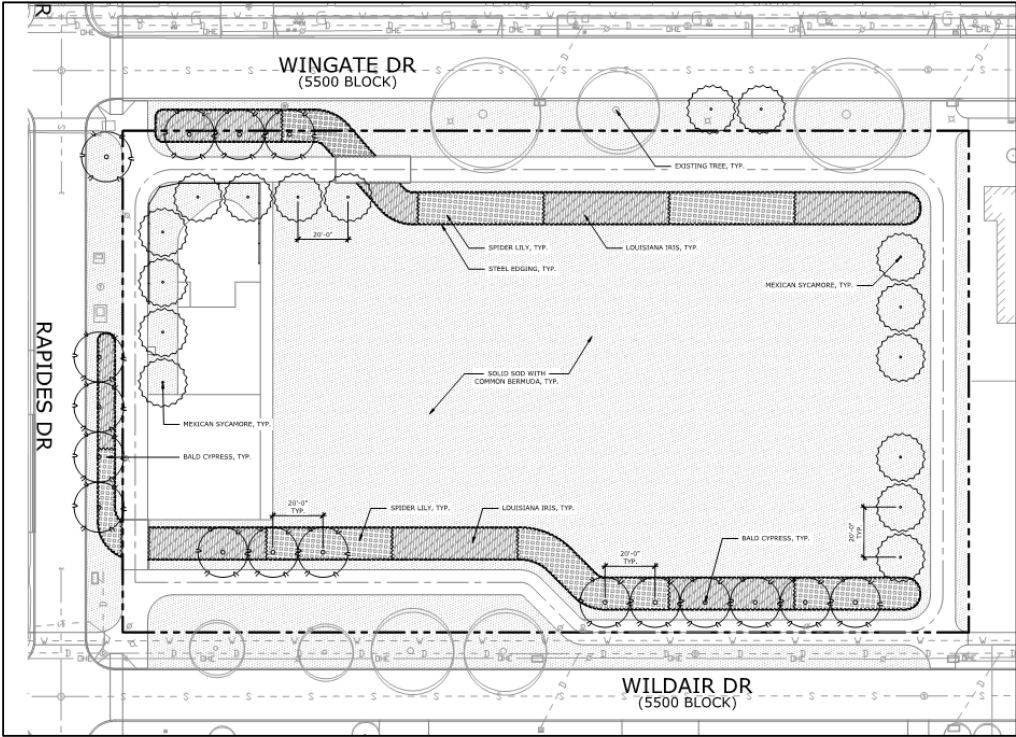 R
WINGATE DR
(5500 BLOCK)
EXISTING TREE, TYP.
20'-0"
SPIDER LILY, TYP.
LOUISIANA IRIS, TYP.
STEEL EDGING, TYP.
MEXICAN SYCAMORE, TYP.
RAPIDES DR
SOLID SOD WITH
COMMON BERMUDA, TYP.
MEXICAN SYCAMORE, TYP.
BALD CYPRESS, TYP.
20'-0"
TYP.
SPIDER LILY, TYP.
LOUISIANA IRIS, TYP.
20'-0"
TYP.
BALD CYPRESS, TYP.
20'-0"
TYP.
WILDAIR DR
(5500 BLOCK)